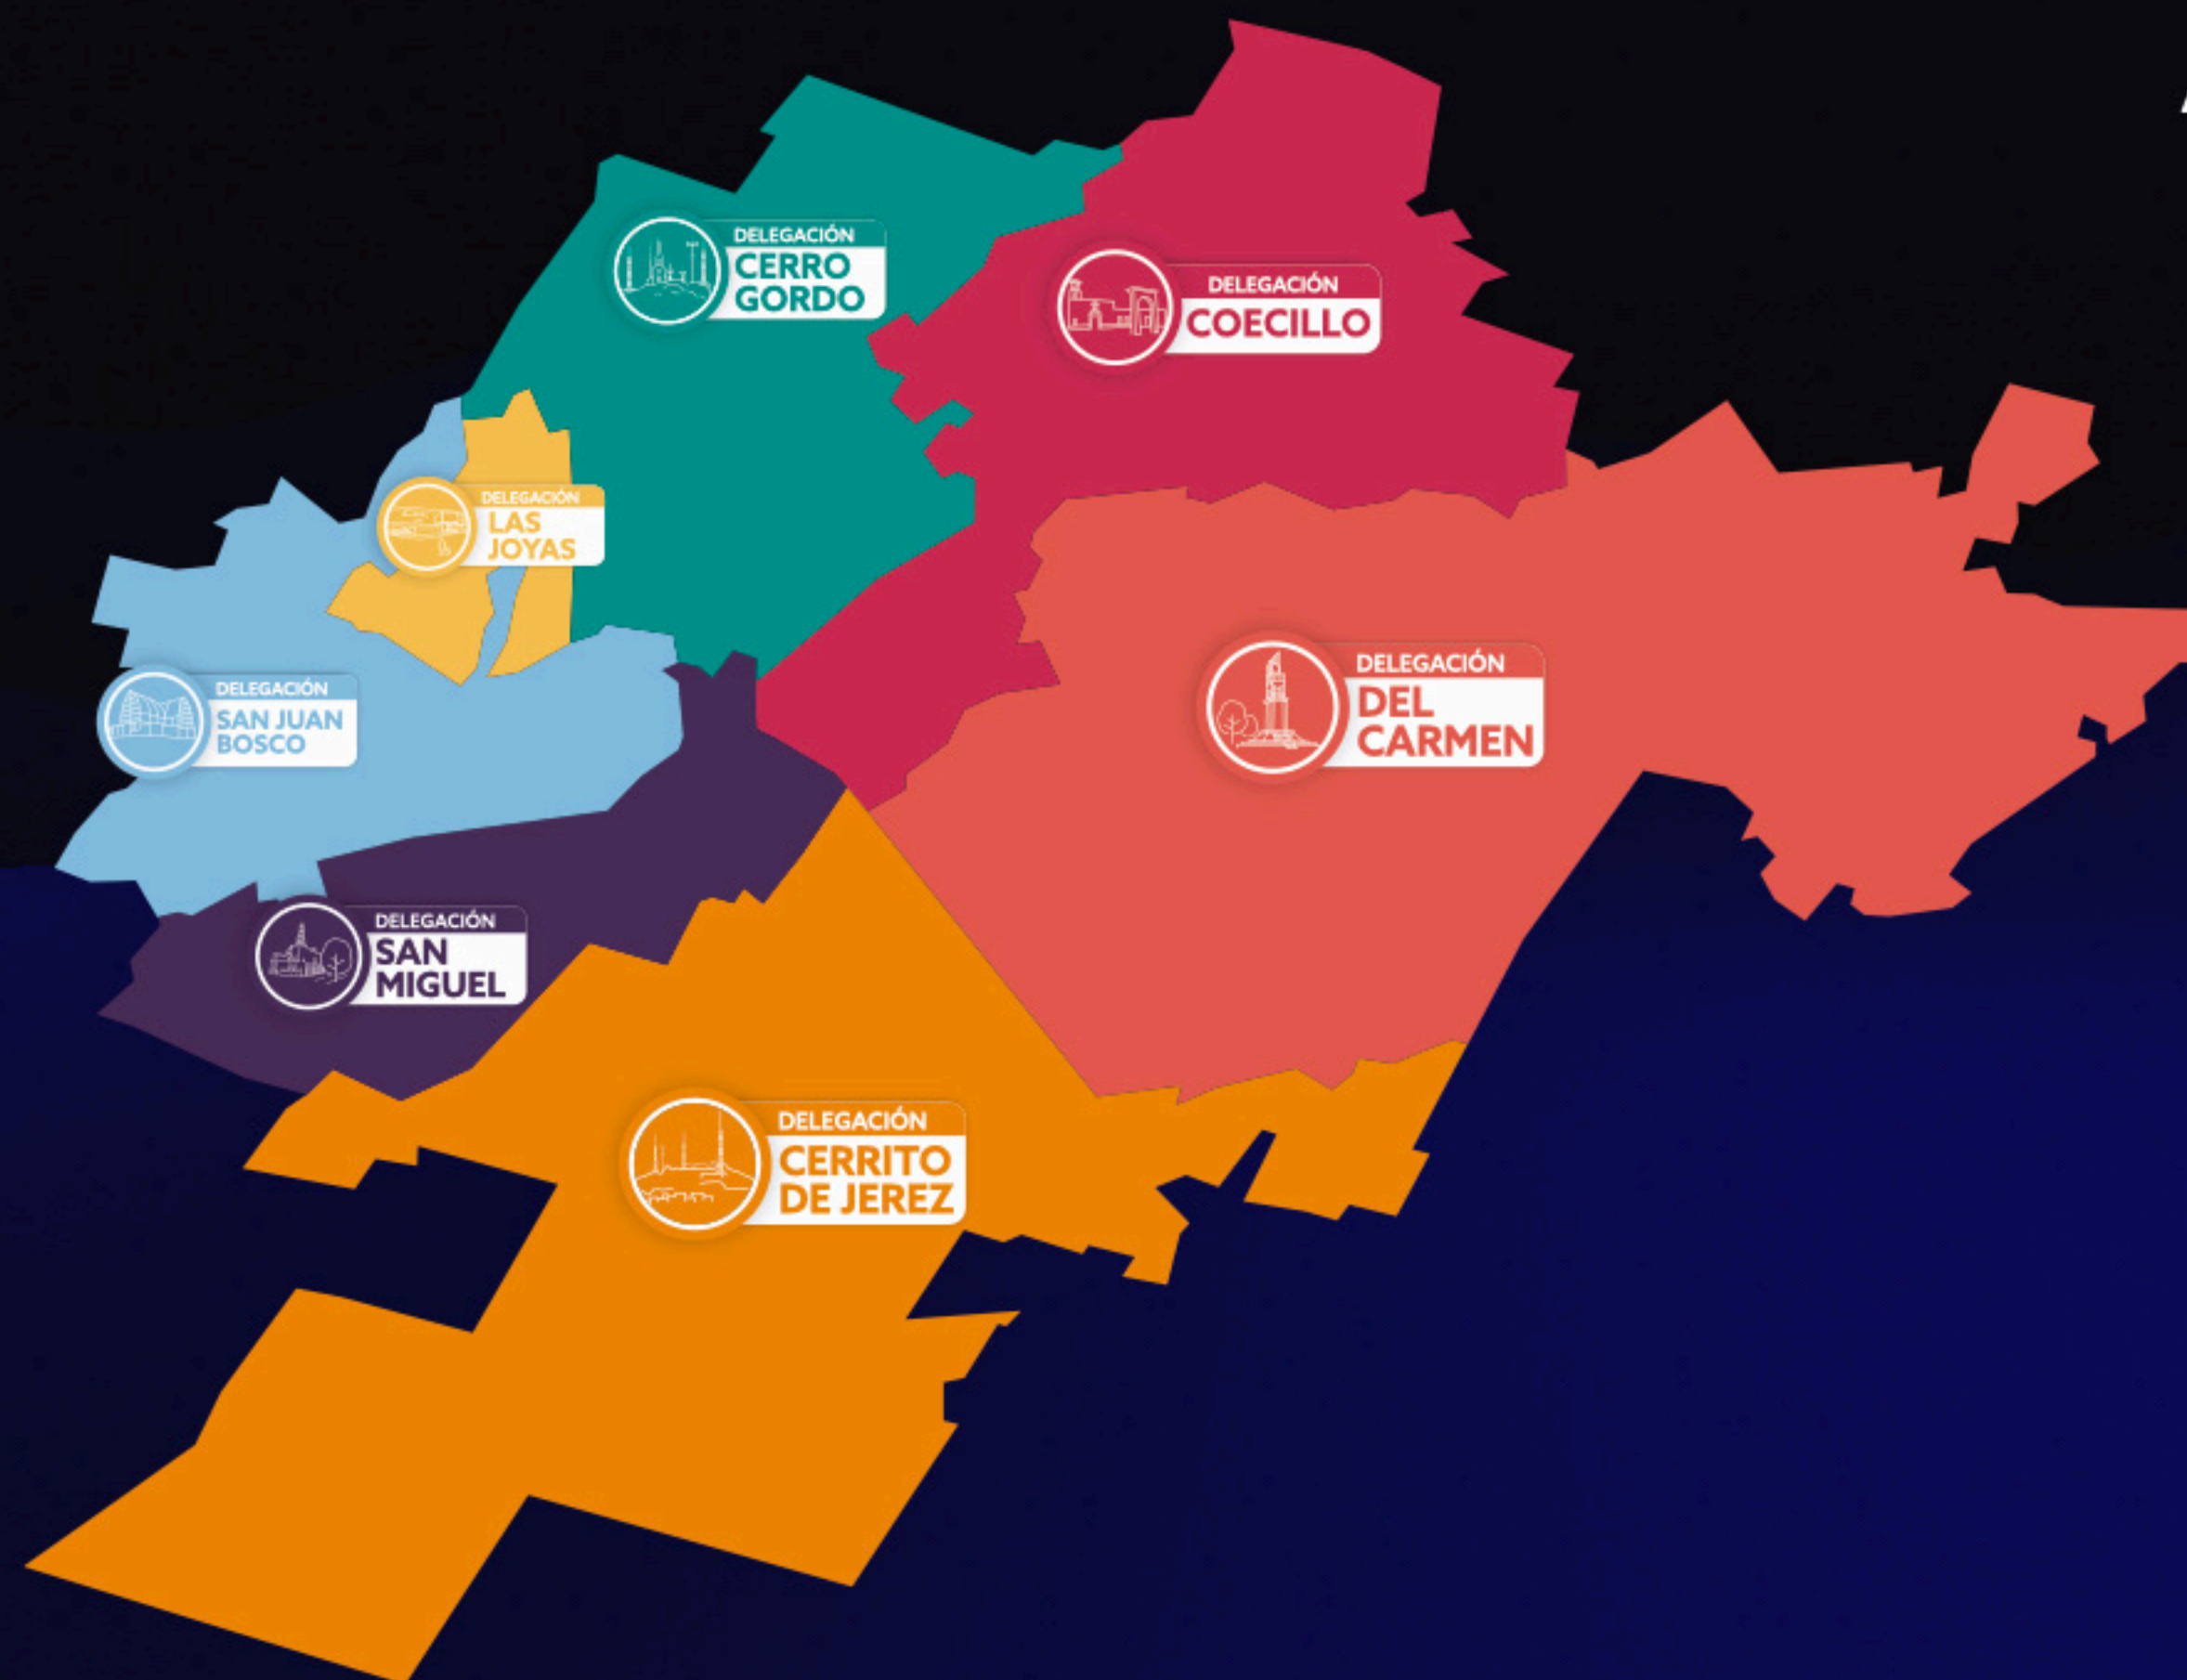 DELEGACIÓN
CERRO
GORDO
DELEGACIÓN
COECILLO
DELEGACIÓN
LAS
JOYAS
DELEGACIÓN
SAN JUAN
BOSCO
DELEGACIÓN
DEL
CARMEN
DELEGACIÓN
SAN
MIGUEL
DELEGACIÓN
CERRITO
DE JEREZ